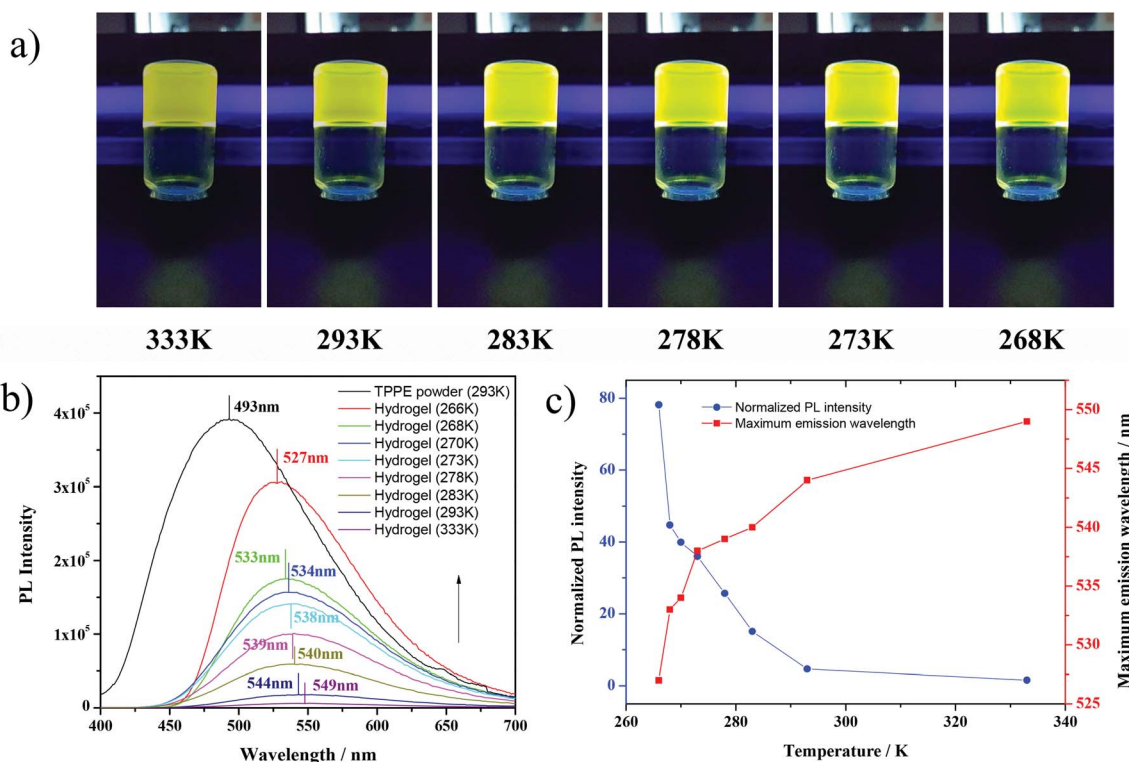 a)
333K 293K 283K 278K 273K 268K
b)
PL Intensity
4x10⁵
3x10⁵
2x10⁵
1x10⁵
0
400 450 500 550 600 650 700
Wavelength / nm
493nm
527nm
533nm
534nm
538nm
539nm
540nm
544nm
549nm
TPPE powder (293K)
Hydrogel (266K)
Hydrogel (268K)
Hydrogel (270K)
Hydrogel (273K)
Hydrogel (278K)
Hydrogel (283K)
Hydrogel (293K)
Hydrogel (333K)
c)
Normalized PL intensity
80
60
40
20
0
Normalized PL intensity
Maximum emission wavelength
260 280 300 320 340
Temperature / K
550
545
540
535
530
525
Maximum emission wavelength / nm